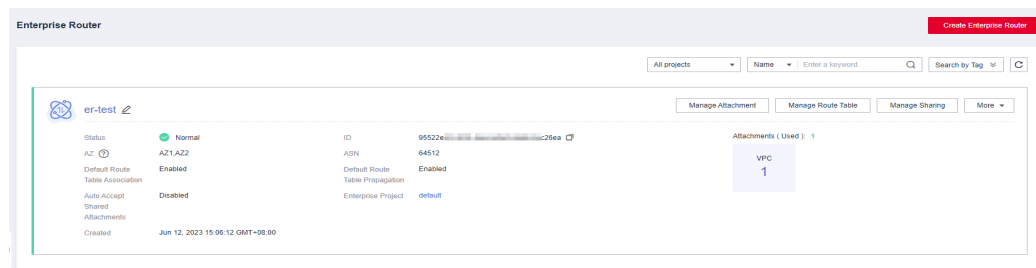 Enterprise Router
Create Enterprise Router
All projects
Name
Enter a keyword.
Search by Tag
C
er-test
Manage Attachment
Manage Route Table
Manage Sharing
More
Status
Normal
ID
95522e
c26ea
Attachments ( Used ): 1
AZ
AZ1,AZ2
ASN
64512
VPC
1
Default Route
Table Association
Enabled
Default Route
Table Propagation
Enabled
Auto Accept
Shared
Attachments
Disabled
Enterprise Project
default
Created
Jun 12, 2023 15:06:12 GMT+08:00